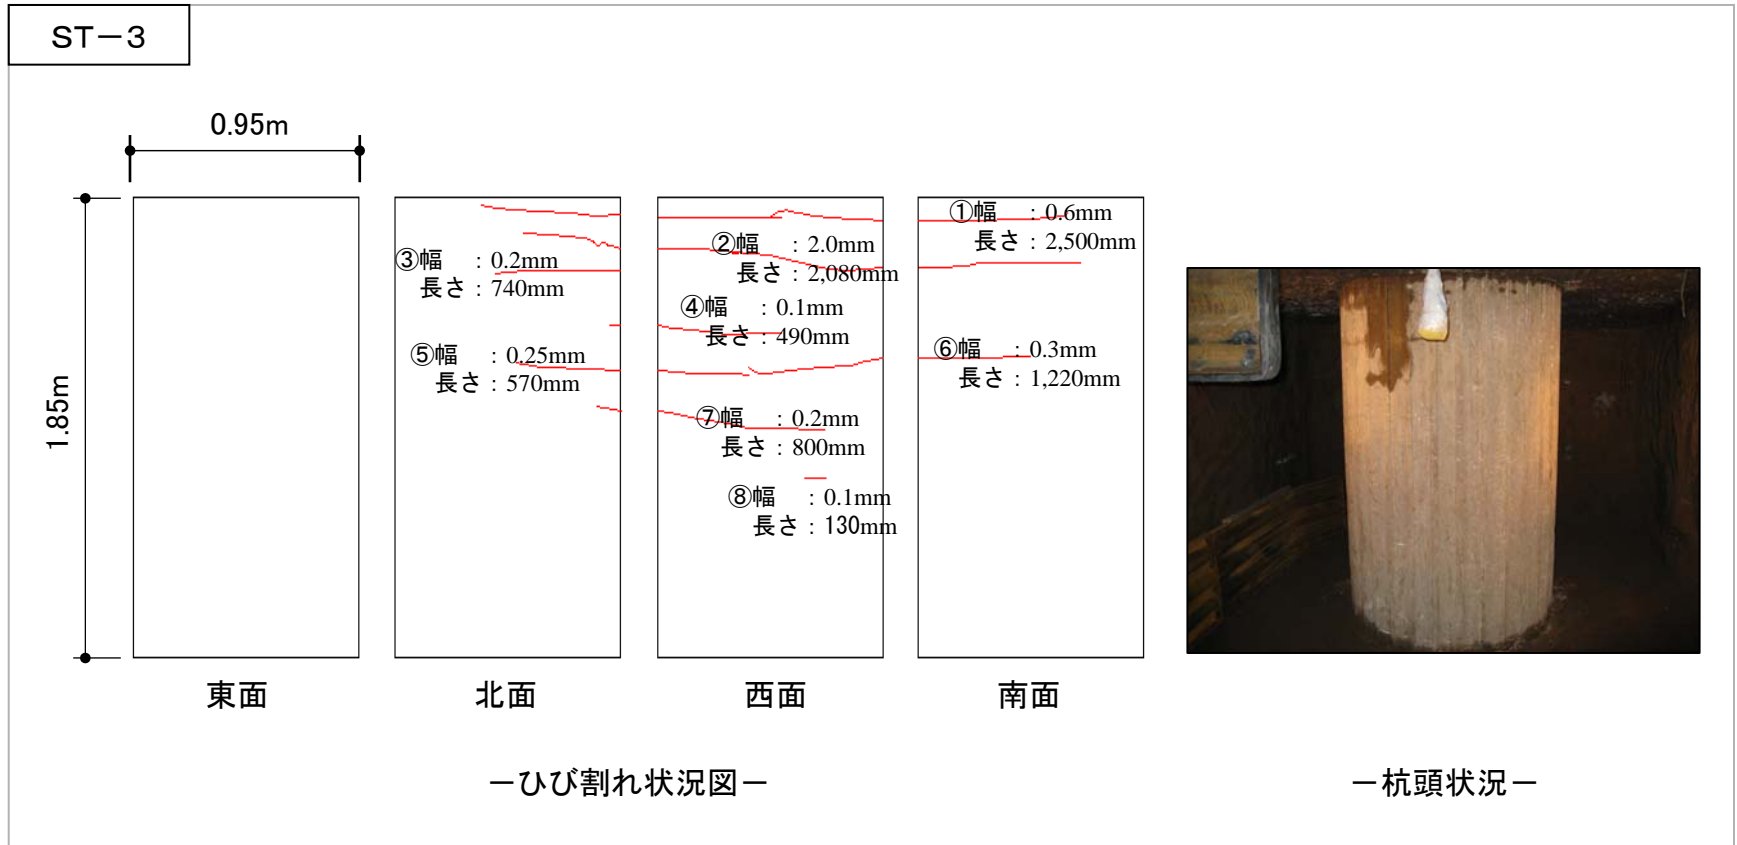 ST－3
0.95m
1.85m
①幅　：0.6mm
長さ：2,500mm
②幅　：2.0mm
長さ：2,080mm
③幅　：0.2mm
長さ：740mm
④幅　：0.1mm
長さ：490mm
⑤幅　：0.25mm
長さ：570mm
⑥幅　：0.3mm
長さ：1,220mm
⑦幅　：0.2mm
長さ：800mm
⑧幅　：0.1mm
長さ：130mm
東面
北面
西面
南面
－ひび割れ状況図－
－杭頭状況－